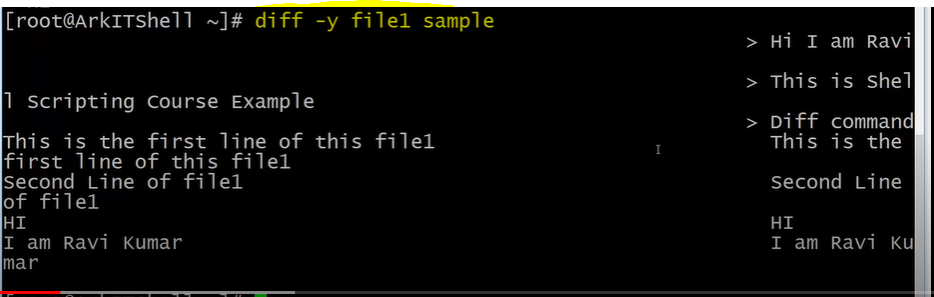 [root@ArkITShell ~]# diff -y file1 sample
> Hi I am Ravi
> This is Shel
l Scripting Course Example
> Diff command
This is the first line of this file1 This is the
first line of this file1
Second Line of file1 Second Line
of file1
HI HI
I am Ravi Kumar I am Ravi Ku
mar